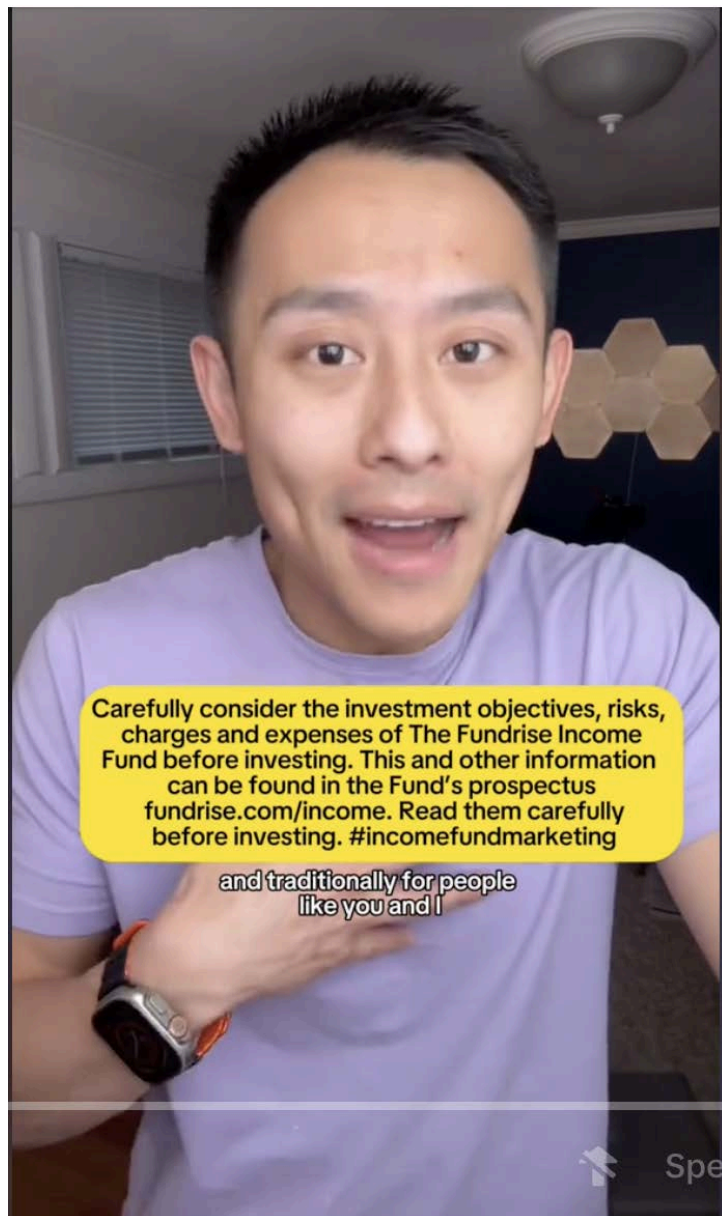 Carefully consider the investment objectives, risks,
charges and expenses of The Fundrise Income
Fund before investing. This and other information
can be found in the Fund's prospectus
fundrise.com/income. Read them carefully
before investing. #incomefundmarketing
and traditionally for people
like you and I
Spe